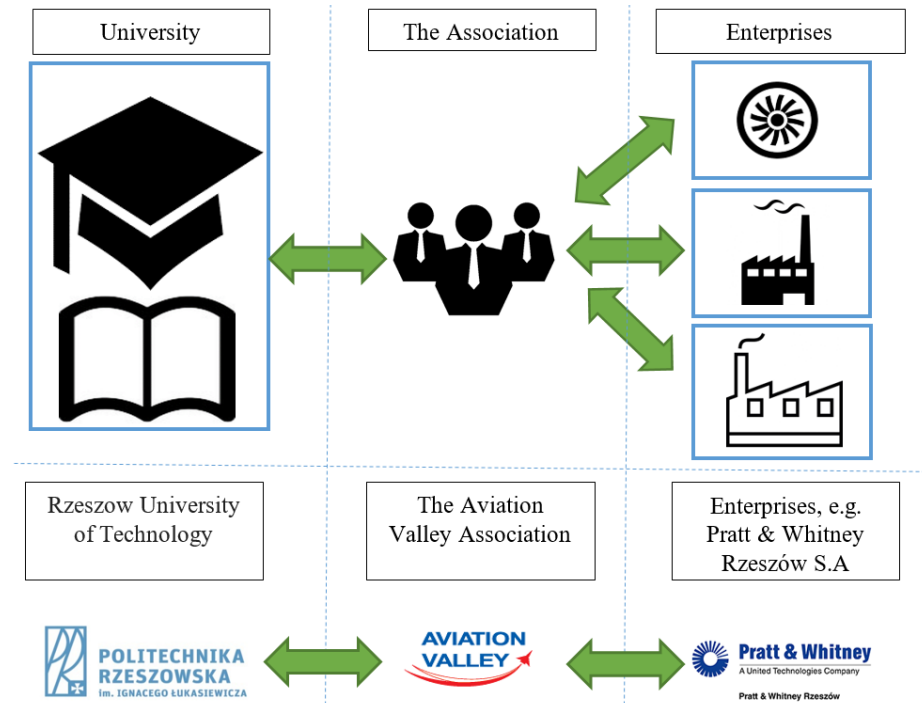 University
The Association
Enterprises
Rzeszow University
of Technology
The Aviation
Valley Association
Enterprises, e.g.
Pratt & Whitney
Rzeszów S.A
POLITECHNIKA
RZESZOWSKA
im. IGNACEGO ŁUKASIEWICZA
AVIATION
VALLEY
Pratt & Whitney
A United Technologies Company
Pratt & Whitney Rzeszów